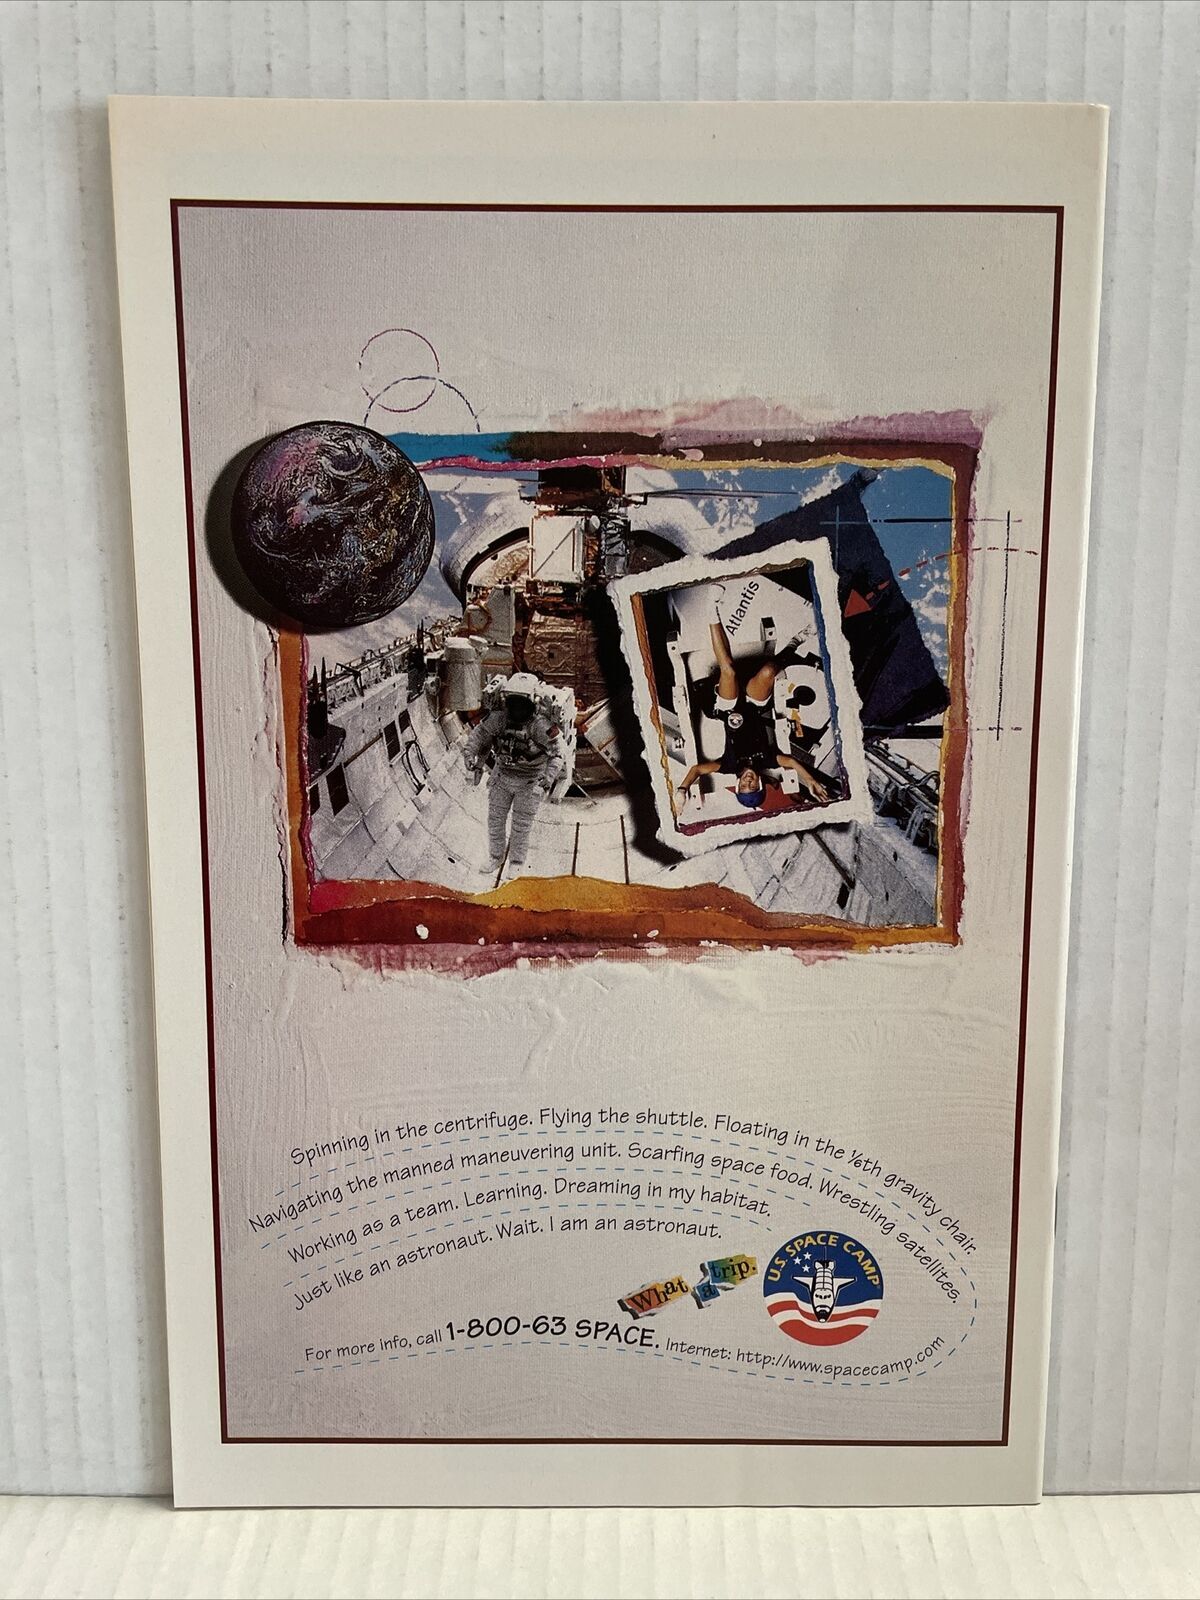 Atlantis
Spinning in the centrifuge. Flying the shuttle. Floating in the ⅙th gravity chair.
Navigating the manned maneuvering unit. Scarfing space food. Wrestling satellites.
Working as a team. Learning. Dreaming in my habitat.
Just like an astronaut. Wait. I am an astronaut.
What a trip.
U.S. SPACE CAMP
For more info, call 1-800-63 SPACE. Internet: http://www.spacecamp.com